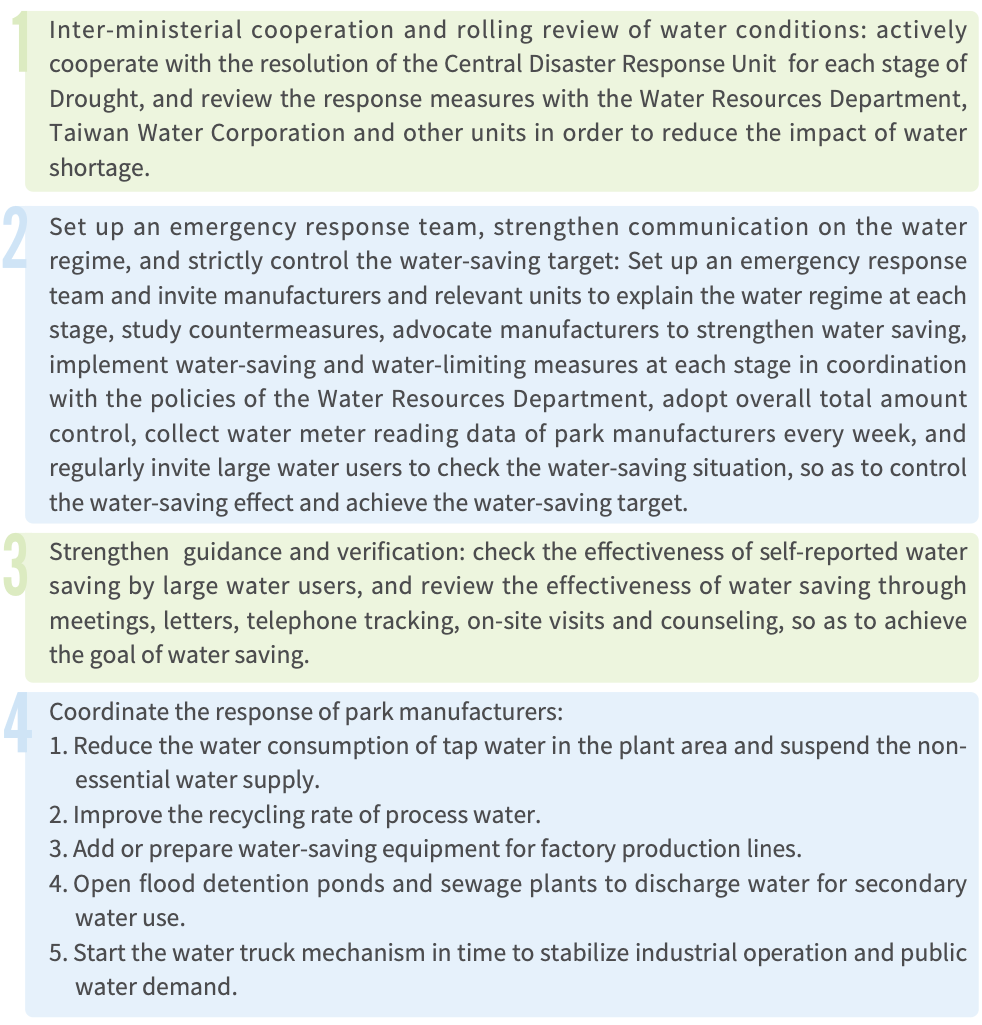 1
Inter-ministerial cooperation and rolling review of water conditions: actively
cooperate with the resolution of the Central Disaster Response Unit  for each stage of
Drought, and review the response measures with the Water Resources Department,
Taiwan Water Corporation and other units in order to reduce the impact of water
shortage.
2
Set up an emergency response team, strengthen communication on the water
regime, and strictly control the water-saving target: Set up an emergency response
team and invite manufacturers and relevant units to explain the water regime at each
stage, study countermeasures, advocate manufacturers to strengthen water saving,
implement water-saving and water-limiting measures at each stage in coordination
with the policies of the Water Resources Department, adopt overall total amount
control, collect water meter reading data of park manufacturers every week, and
regularly invite large water users to check the water-saving situation, so as to control
the water-saving effect and achieve the water-saving target.
3
Strengthen  guidance and verification: check the effectiveness of self-reported water
saving by large water users, and review the effectiveness of water saving through
meetings, letters, telephone tracking, on-site visits and counseling, so as to achieve
the goal of water saving.
4
Coordinate the response of park manufacturers:
1. Reduce the water consumption of tap water in the plant area and suspend the non-
essential water supply.
2. Improve the recycling rate of process water.
3. Add or prepare water-saving equipment for factory production lines.
4. Open flood detention ponds and sewage plants to discharge water for secondary
water use.
5. Start the water truck mechanism in time to stabilize industrial operation and public
water demand.